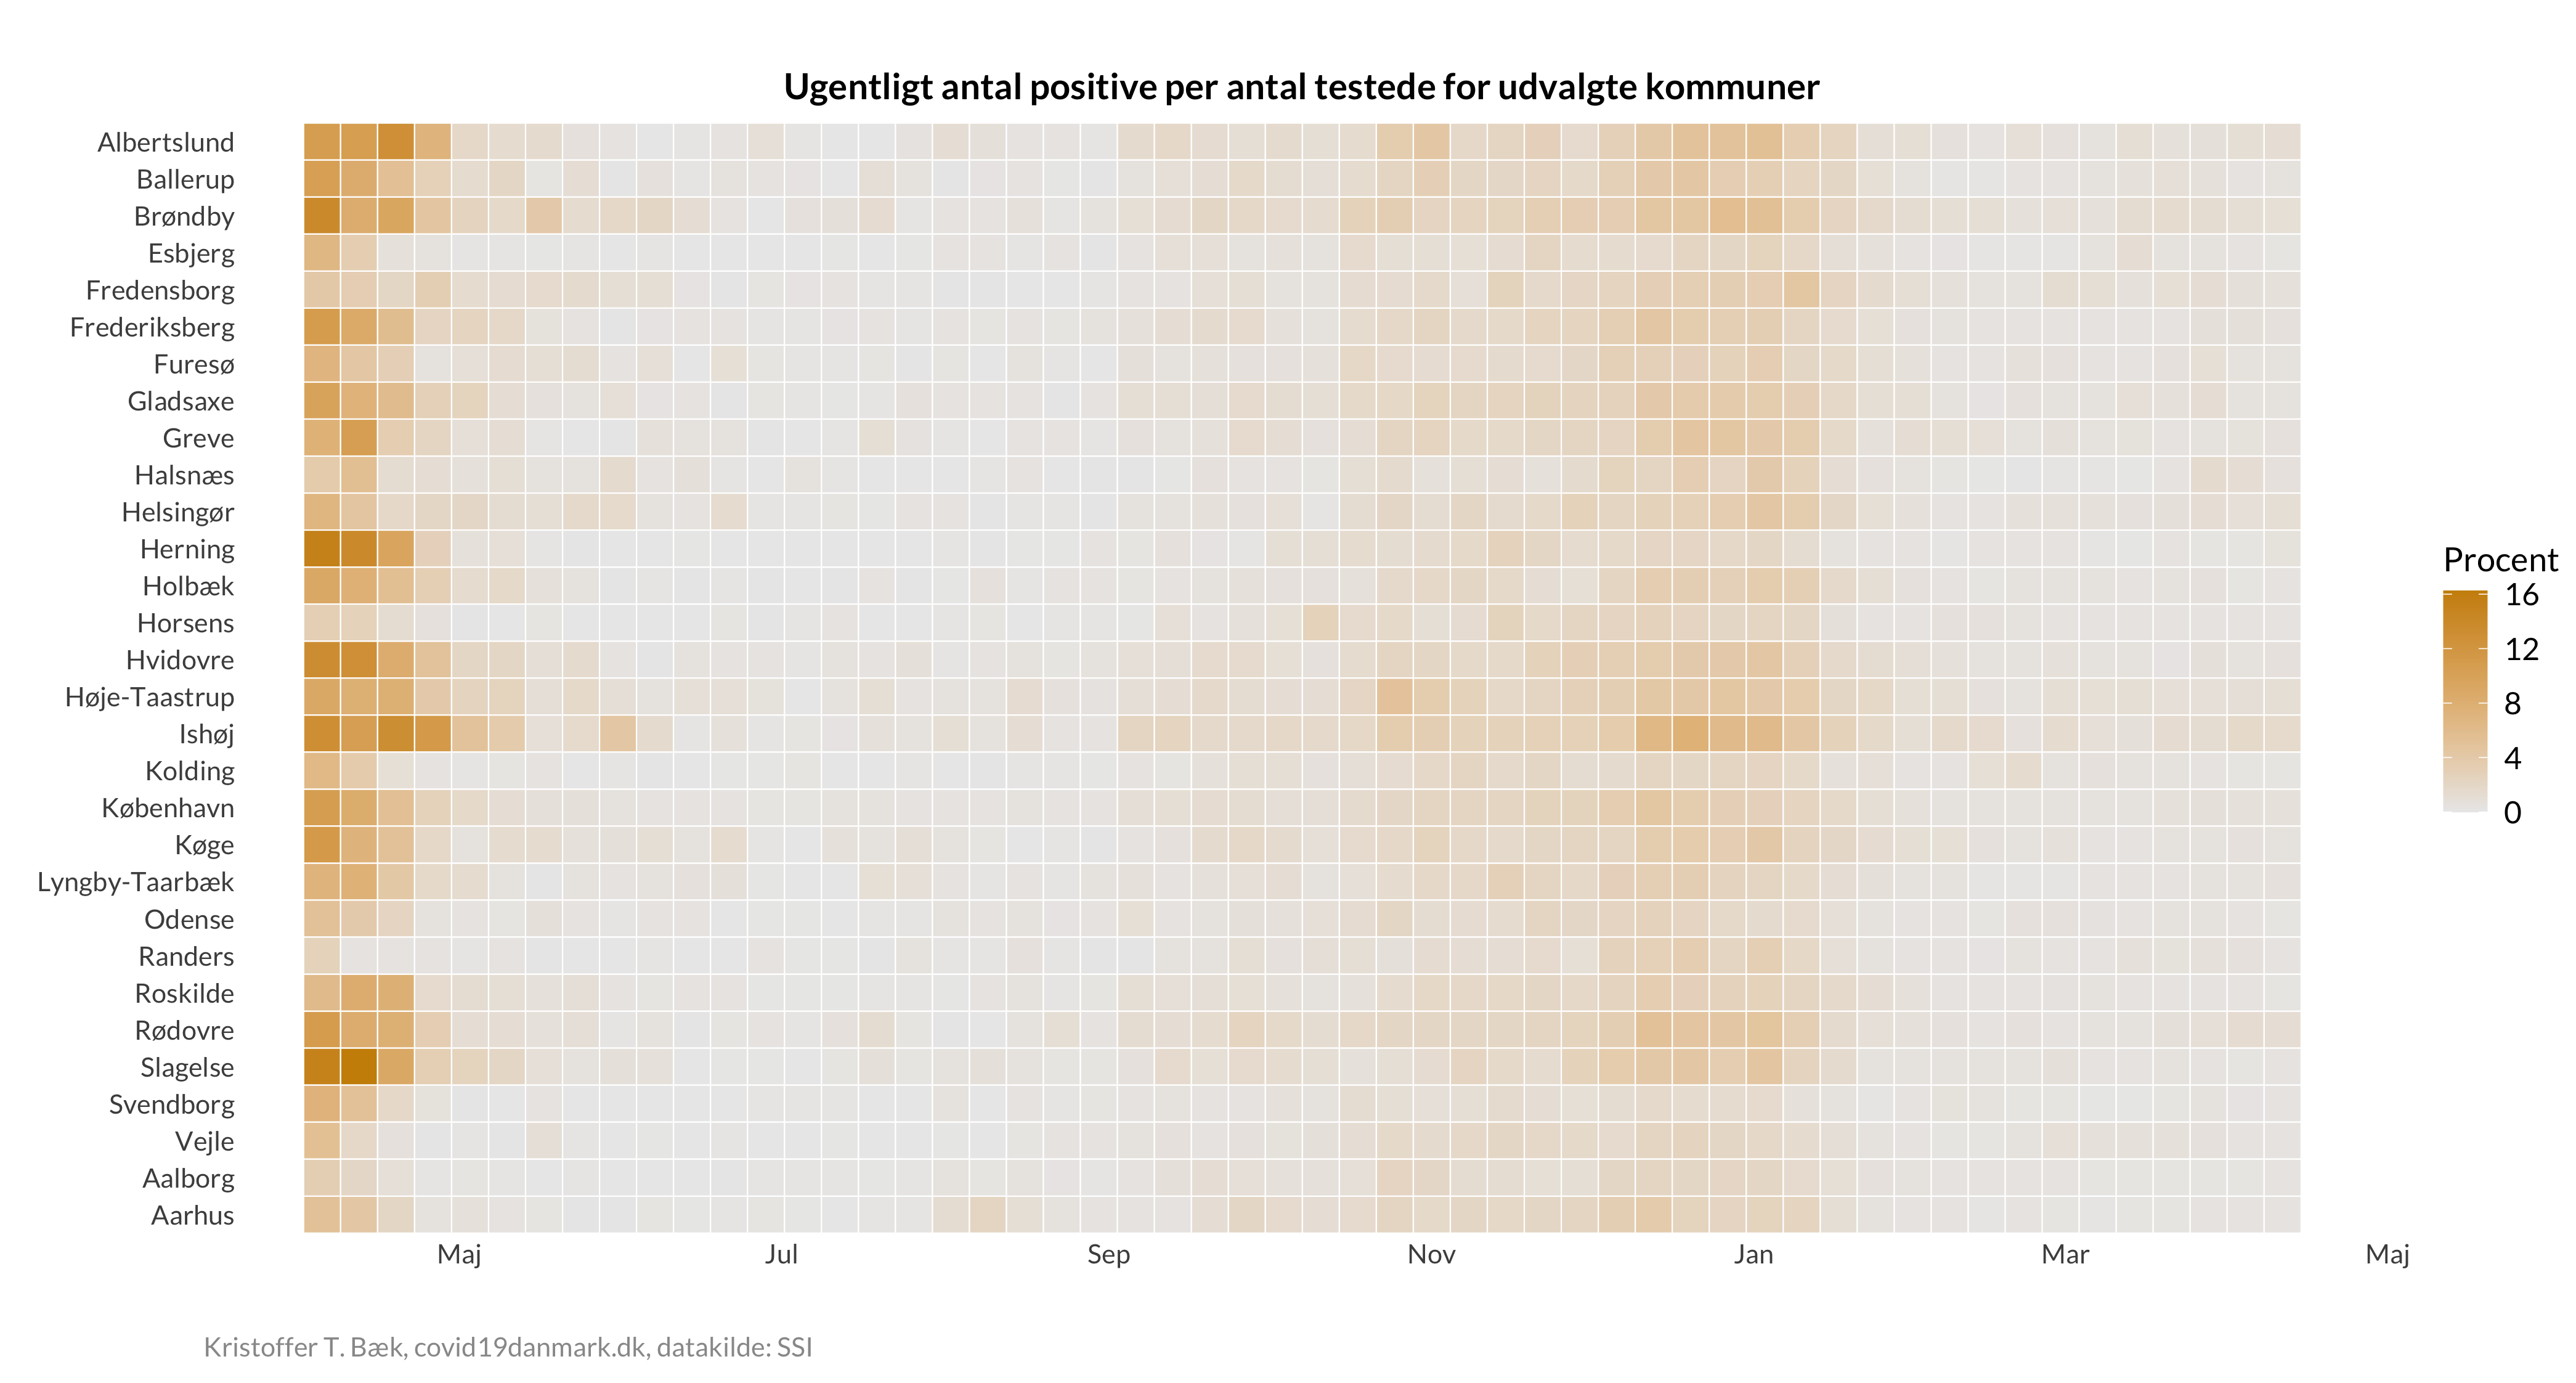 Ugentligt antal positive per antal testede for udvalgte kommuner
Albertslund
Ballerup
Brøndby
Esbjerg
Fredensborg
Frederiksberg
Furesø
Gladsaxe
Greve
Halsnæs
Helsingør
Herning
Holbæk
Horsens
Hvidovre
Høje-Taastrup
Ishøj
Kolding
København
Køge
Lyngby-Taarbæk
Odense
Randers
Roskilde
Rødovre
Slagelse
Svendborg
Vejle
Aalborg
Aarhus
Maj Jul Sep Nov Jan Mar Maj
Procent
16
12
8
4
0
Kristoffer T. Bæk, covid19danmark.dk, datakilde: SSI